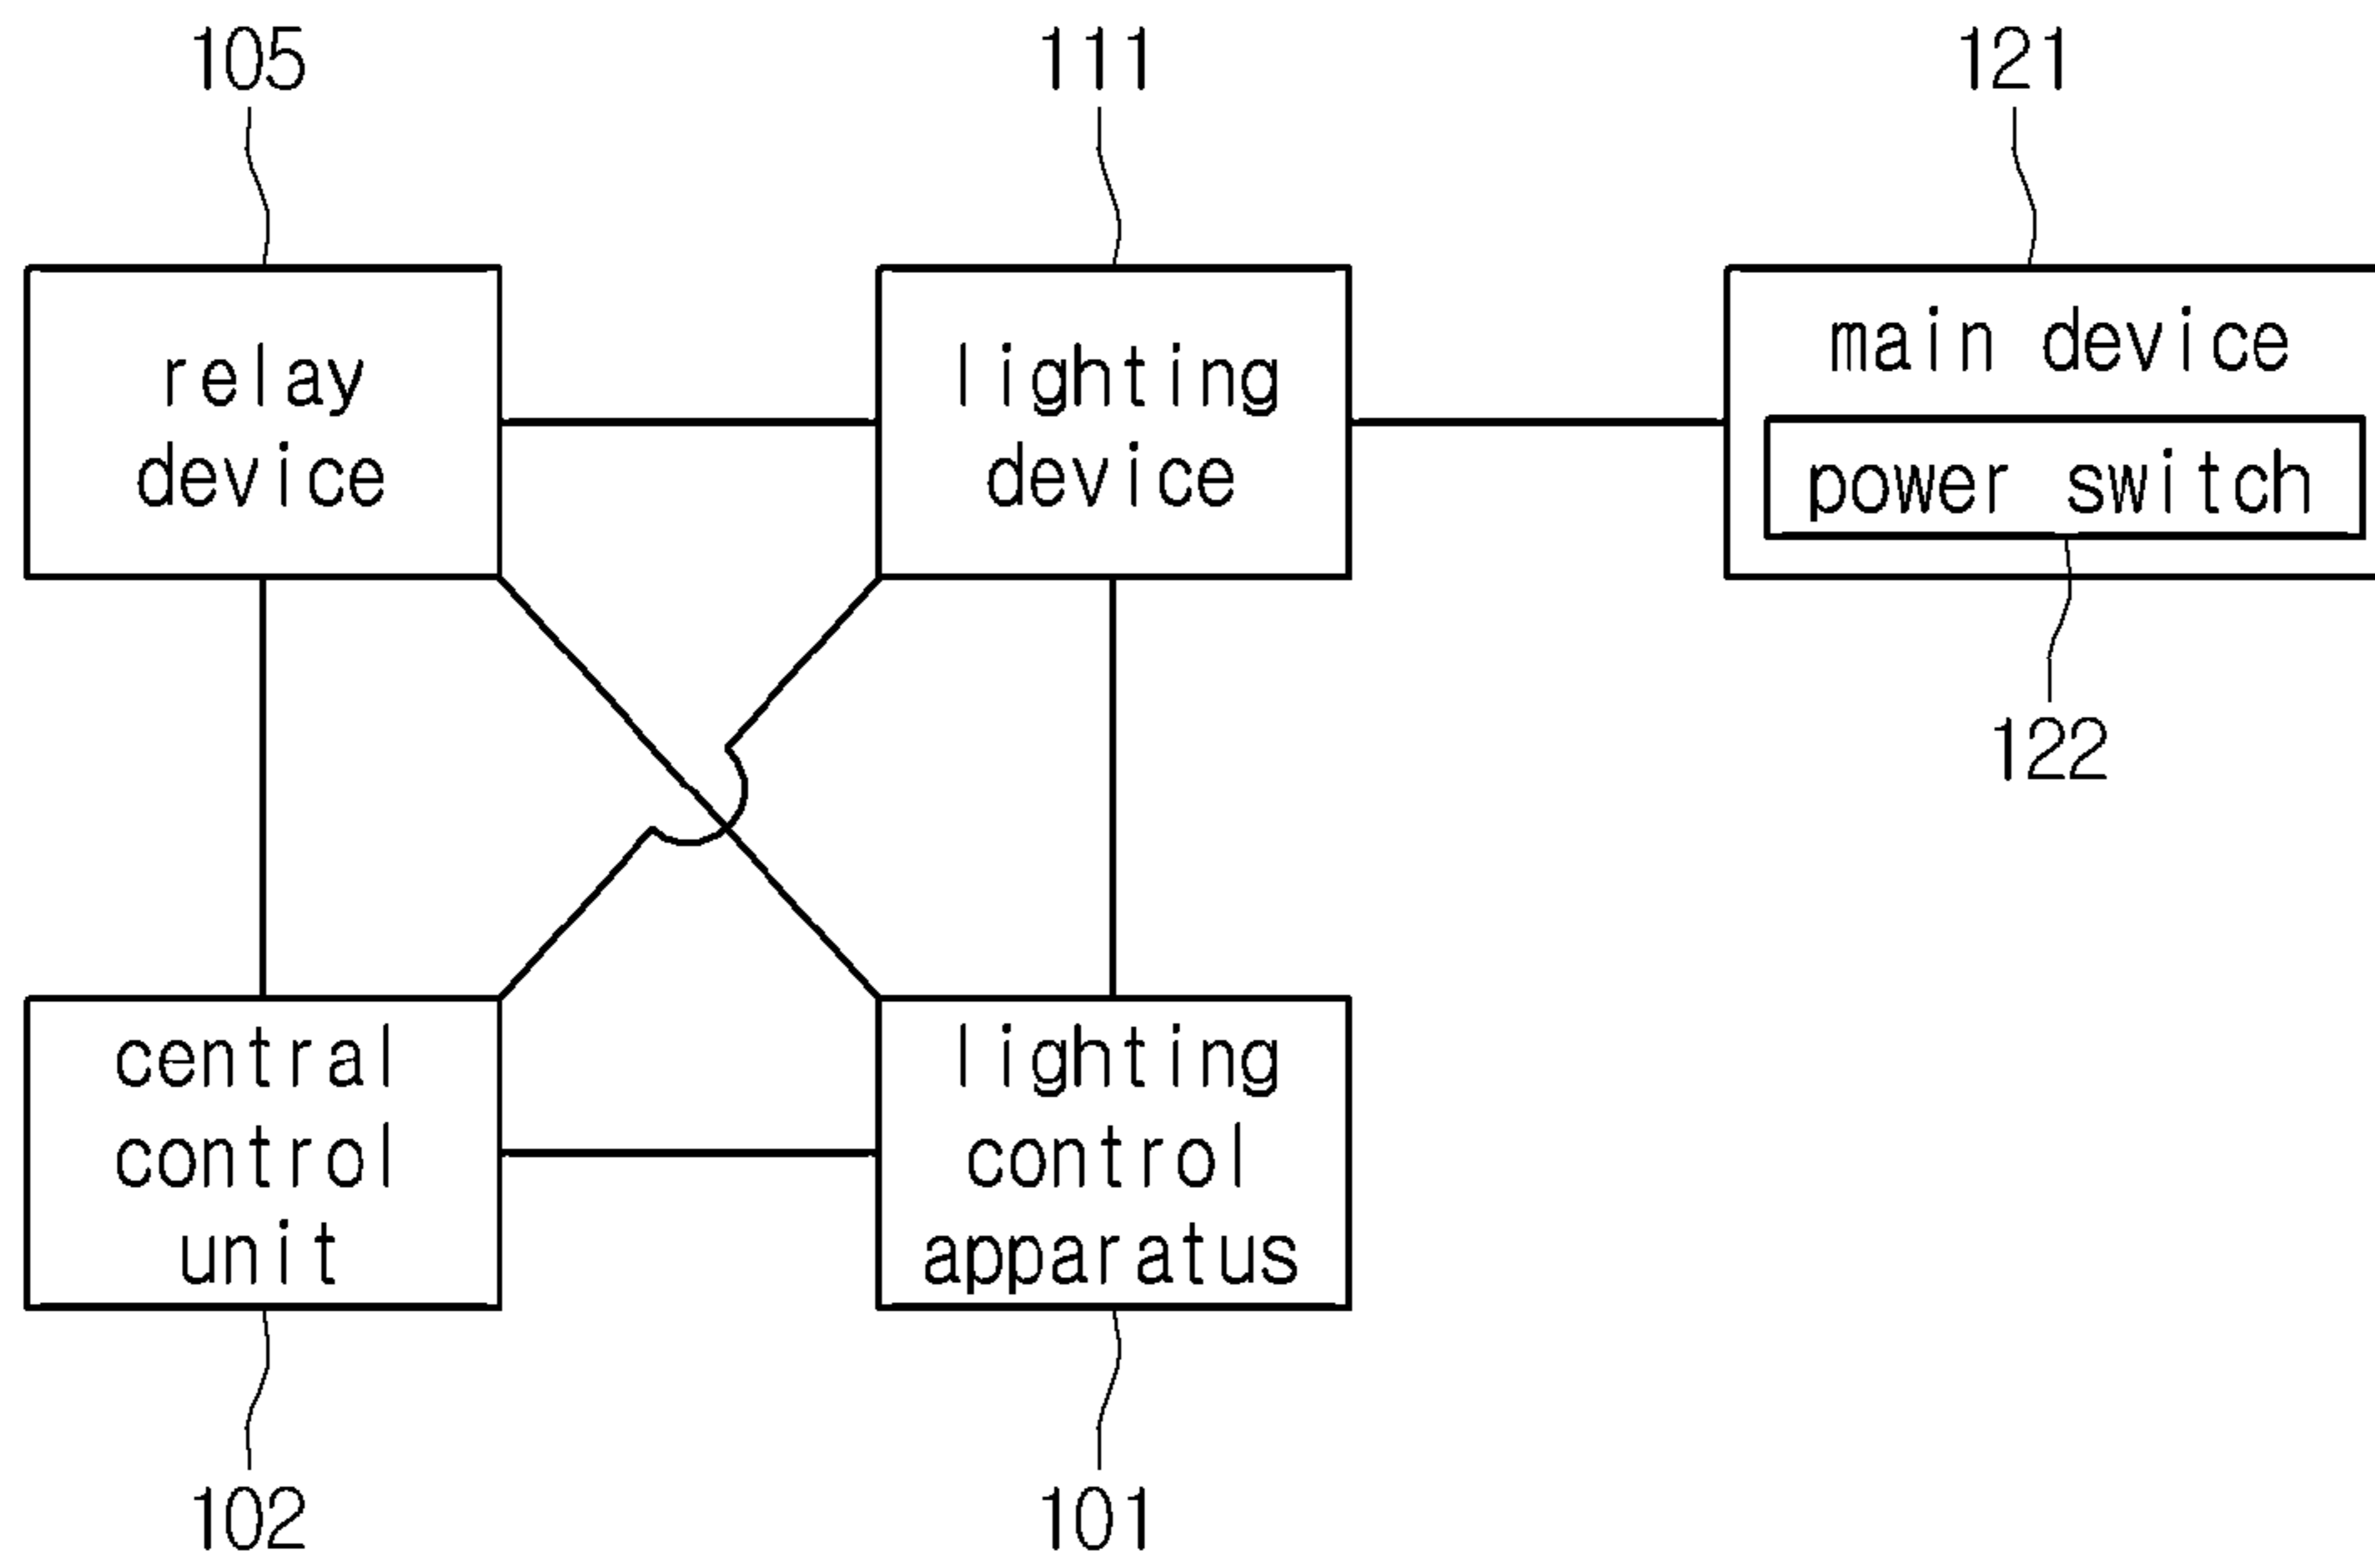 105
111
121
relay
device
lighting
device
main device
power switch
122
central
control
unit
lighting
control
apparatus
102
101